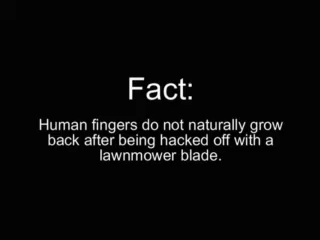 Fact:
Human fingers do not naturally grow
back after being hacked off with a
lawnmower blade.